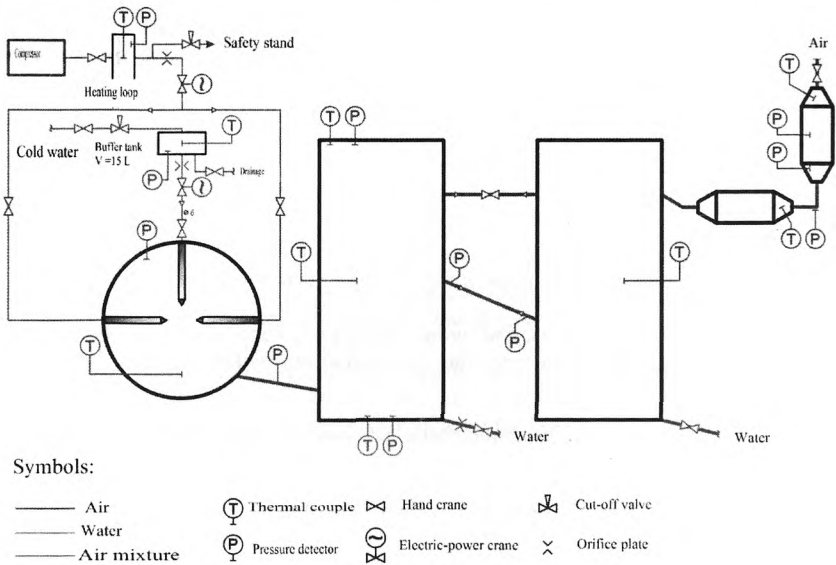 T P
Safety stand
Compressor
Heating loop
~
Air
T
P
P
T P
Cold water
Buffer tank
V =15 L
T
P
Drainage
~
ø 6
P
T P
T
P
T
P
T
P
T P
Water
Water
Symbols:
Air
Water
Air mixture
T Thermal couple
P Pressure detector
Hand crane
~ Electric-power crane
Cut-off valve
Orifice plate